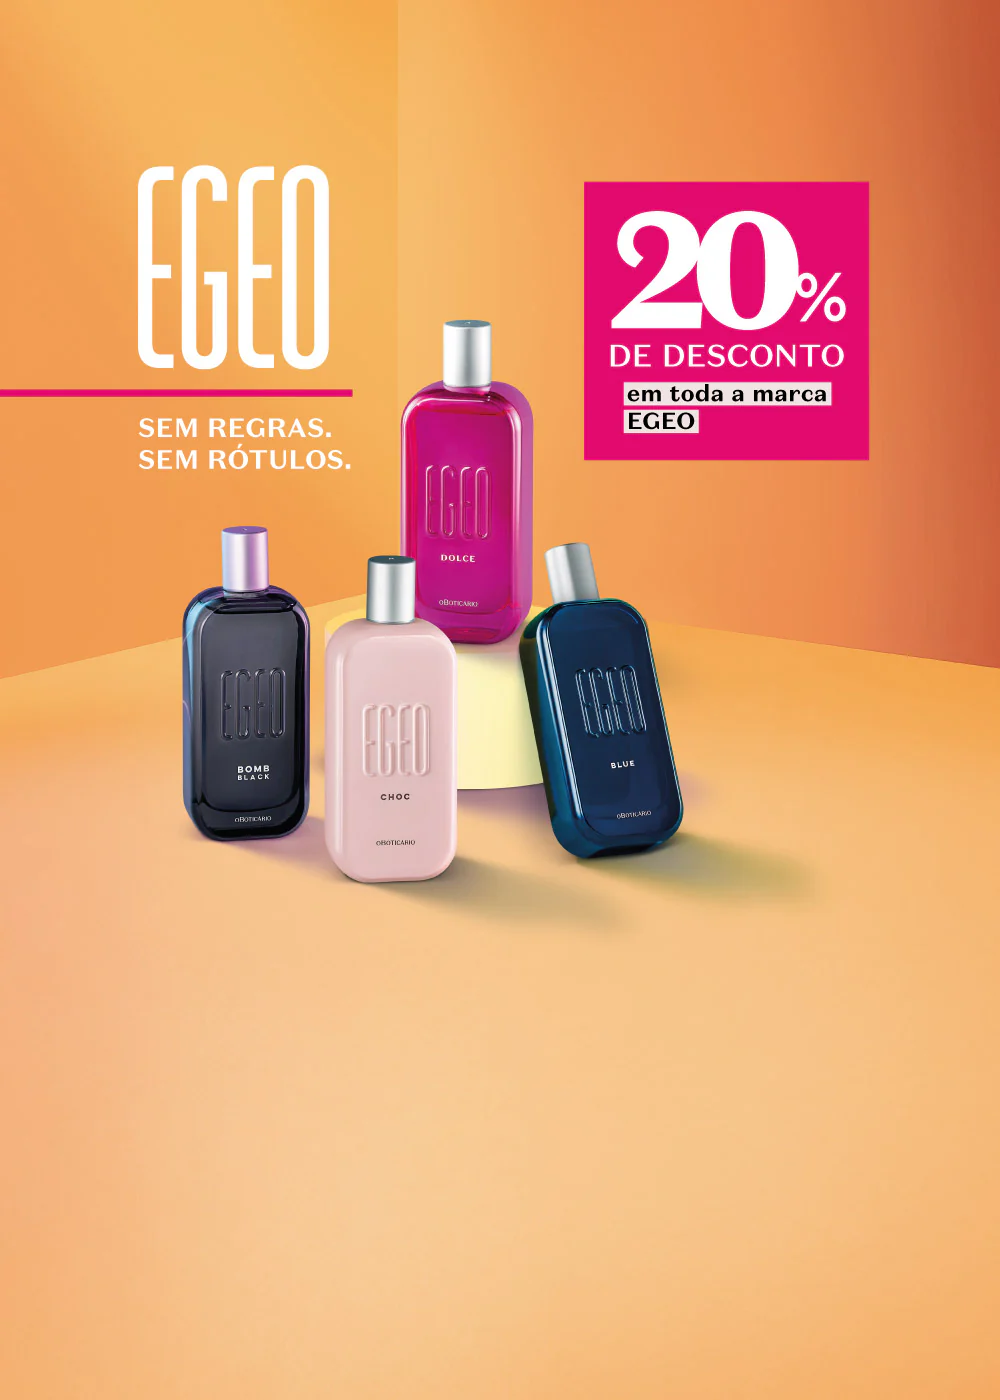 EGEO
SEM REGRAS.
SEM RÓTULOS.
20%
DE DESCONTO
em toda a marca
EGEO
EGEO
DOLCE
oBOTICÁRIO
EGEO
BOMB
BLACK
oBOTICÁRIO
EGEO
CHOC
oBOTICÁRIO
EGEO
BLUE
oBOTICÁRIO